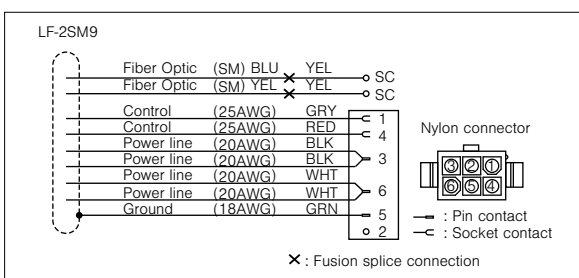 LF-2SM9
Fiber Optic (SM) BLU YEL SC
Fiber Optic (SM) YEL YEL SC
Control (25AWG) GRY 1
Control (25AWG) RED 4
Power line (20AWG) BLK
Power line (20AWG) BLK 3
Power line (20AWG) WHT
Power line (20AWG) WHT 6
Ground (18AWG) GRN 5
2
Nylon connector
3 2 1
6 5 4
: Pin contact
: Socket contact
: Fusion splice connection